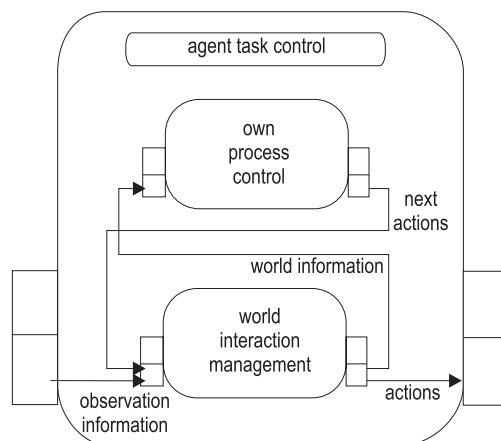 agent task control
own
process
control
next
actions
world information
world
interaction
management
actions
observation
information